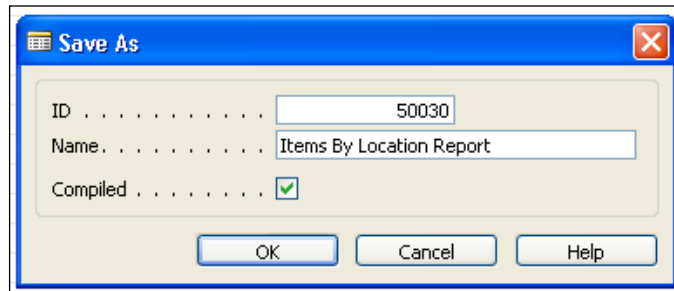 Save As
ID . . . . . . . . . . . 50030
Name. . . . . . . . . . Items By Location Report
Compiled . . . . . . . .
OK Cancel Help